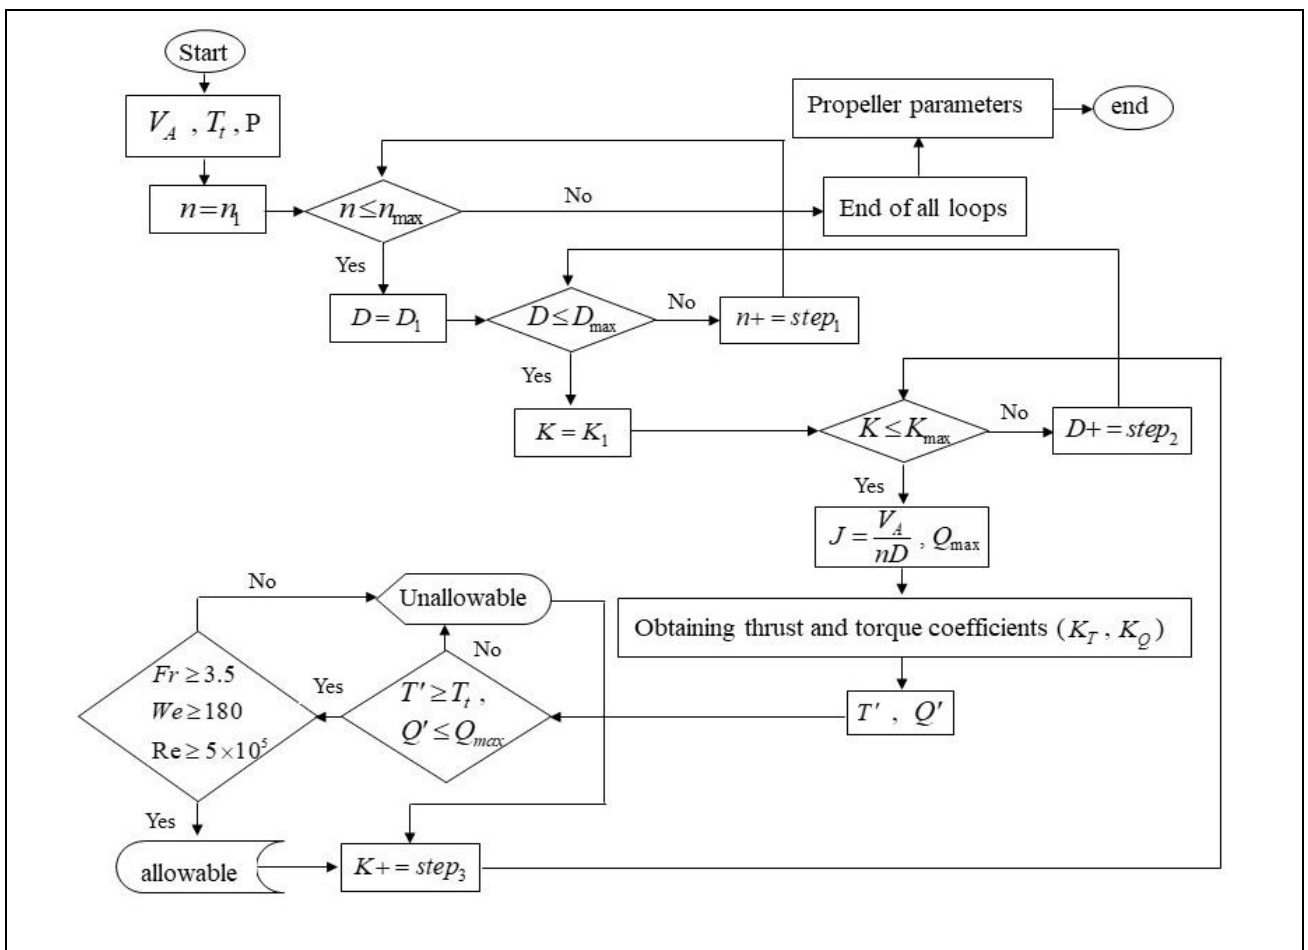 Start
V_A , T_t , P
n=n_1
n≤n_max
No
End of all loops
Propeller parameters
end
Yes
D=D_1
D≤D_max
No
n+=step_1
Yes
K=K_1
K≤K_max
No
D+=step_2
Yes
J=V_A/nD , Q_max
Obtaining thrust and torque coefficients (K_T , K_Q)
T' , Q'
T'≥T_t ,
Q'≤Q_max
No
Unallowable
Yes
Fr≥3.5
We≥180
Re≥5×10^5
No
Yes
allowable
K+=step_3